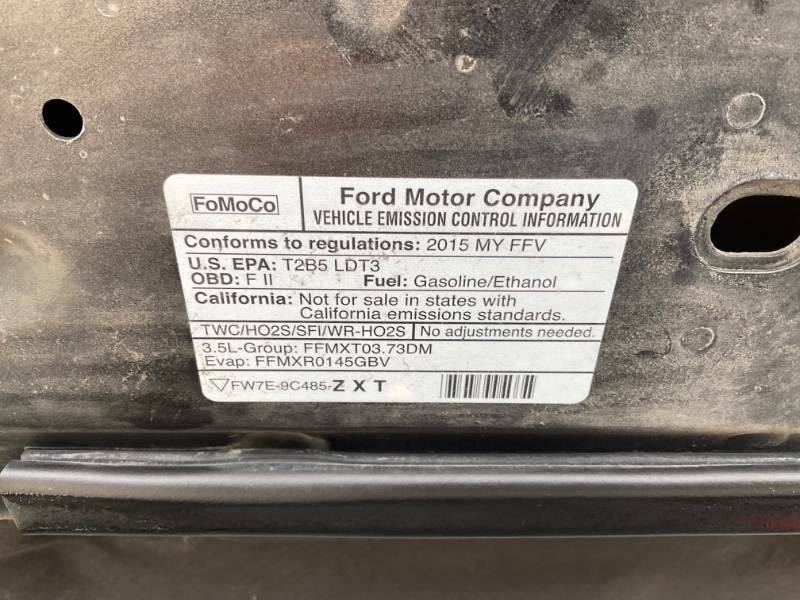 FoMoCo
Ford Motor Company
VEHICLE EMISSION CONTROL INFORMATION
Conforms to regulations: 2015 MY FFV
U.S. EPA: T2B5 LDT3
OBD: F II Fuel: Gasoline/Ethanol
California: Not for sale in states with
California emissions standards.
TWC/HO2S/SFI/WR-HO2S No adjustments needed.
3.5L-Group: FFMXT03.73DM
Evap: FFMXR0145GBV
FW7E-9C485-Z X T